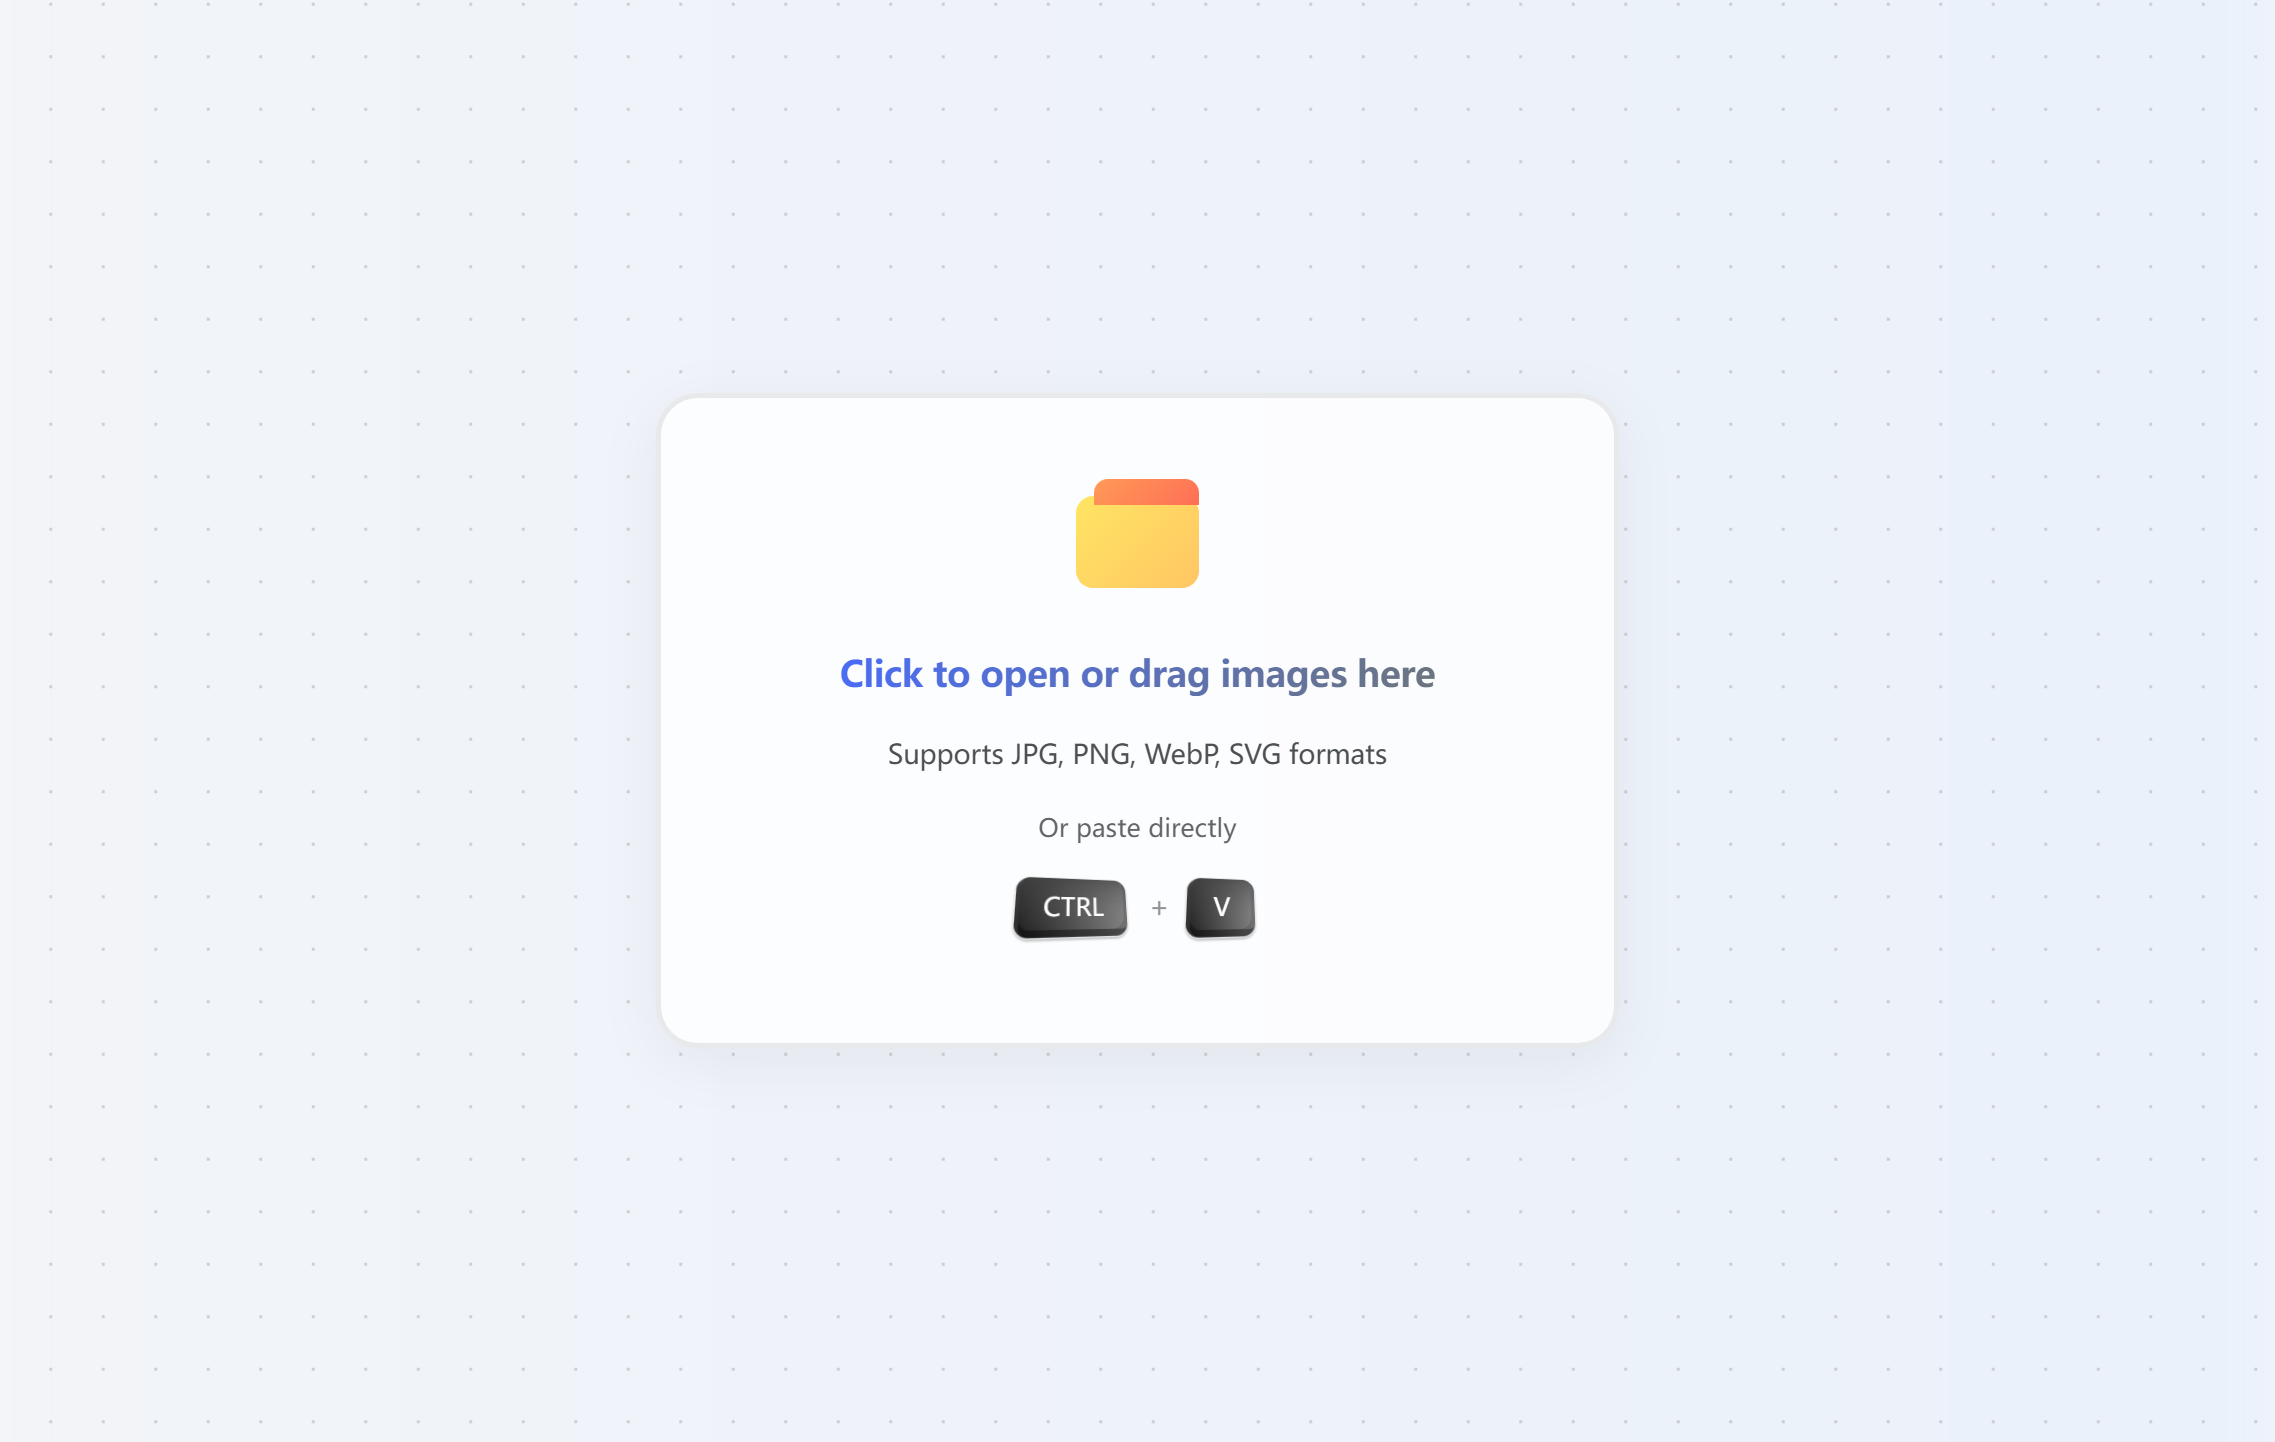 Click to open or drag images here
Supports JPG, PNG, WebP, SVG formats
Or paste directly
CTRL + V